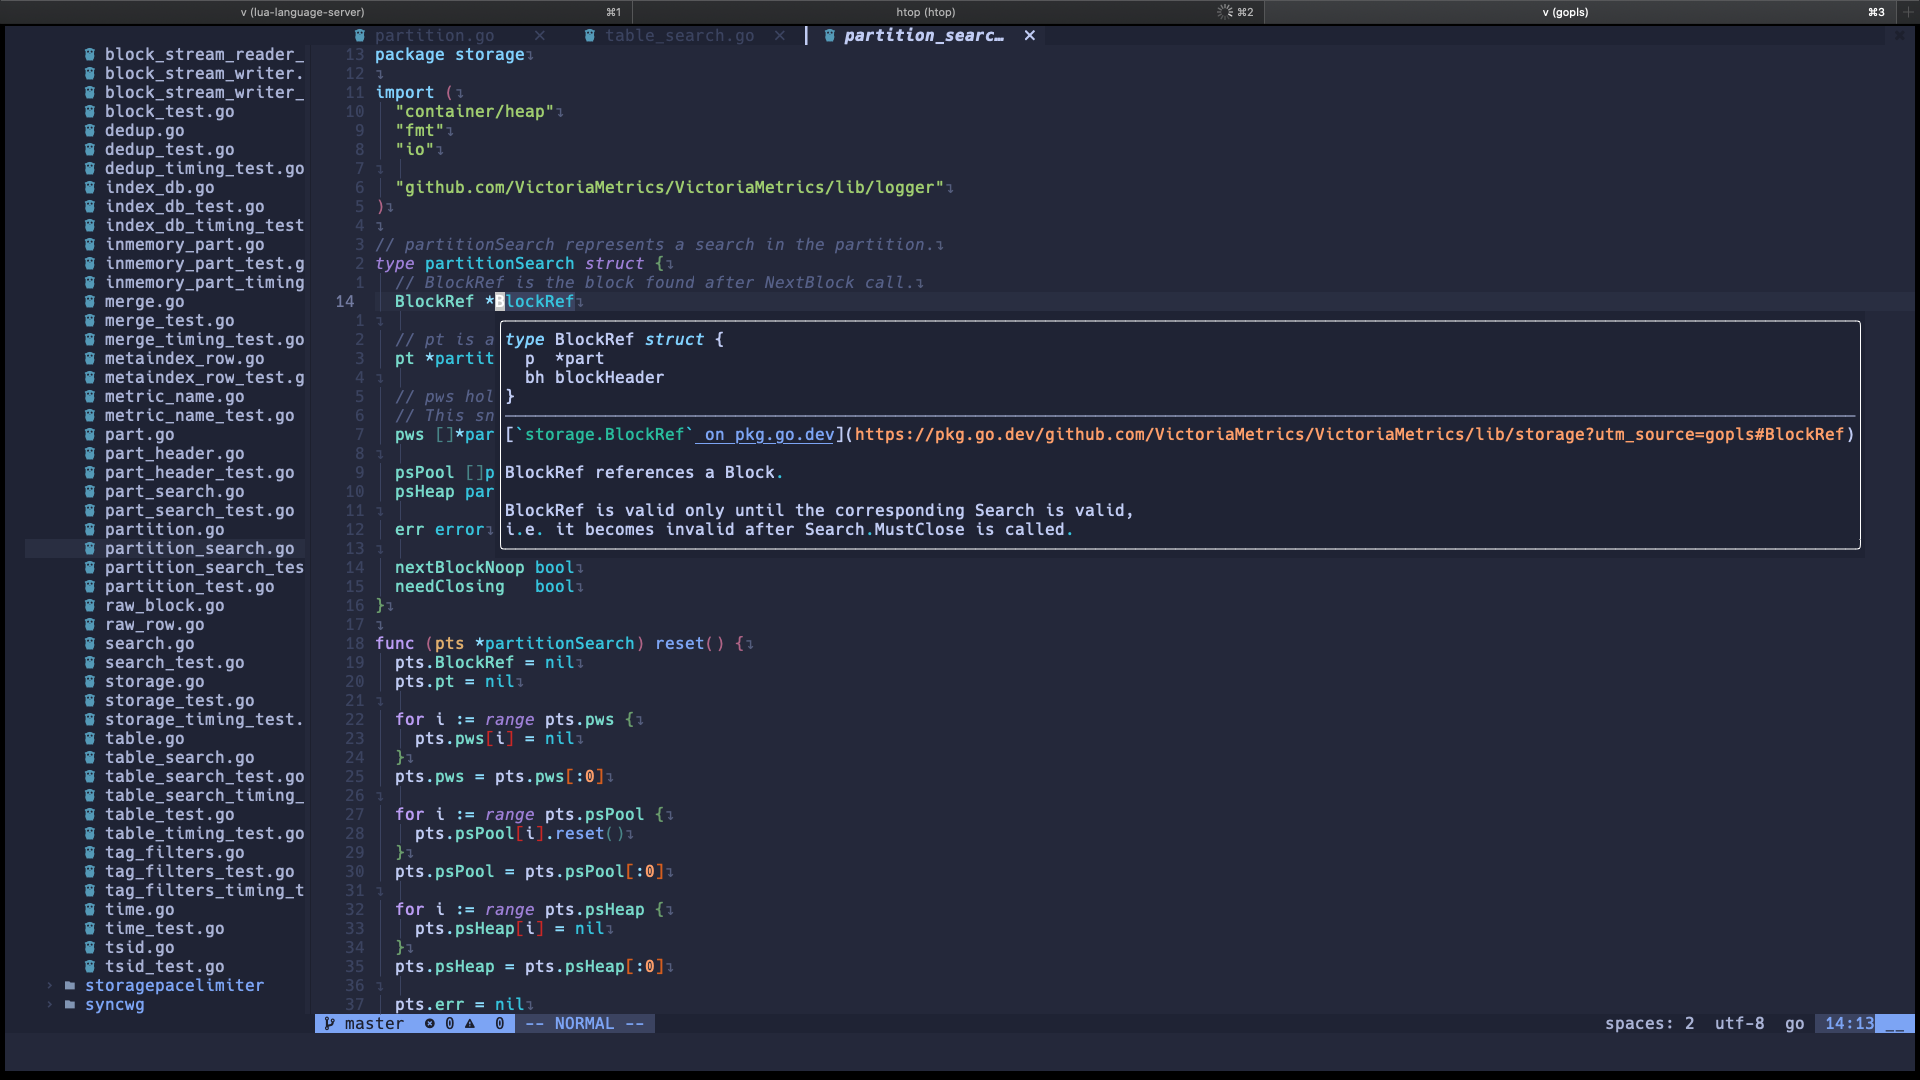 v (lua-language-server) ⌘1
htop (htop) ⌘2
v (gopls) ⌘3
partition.go ✕ table_search.go ✕ partition_searc… ✕
block_stream_reader_
block_stream_writer.
block_stream_writer_
block_test.go
dedup.go
dedup_test.go
dedup_timing_test.go
index_db.go
index_db_test.go
index_db_timing_test
inmemory_part.go
inmemory_part_test.g
inmemory_part_timing
merge.go
merge_test.go
merge_timing_test.go
metaindex_row.go
metaindex_row_test.g
metric_name.go
metric_name_test.go
part.go
part_header.go
part_header_test.go
part_search.go
part_search_test.go
partition.go
partition_search.go
partition_search_tes
partition_test.go
raw_block.go
raw_row.go
search.go
search_test.go
storage.go
storage_test.go
storage_timing_test.
table.go
table_search.go
table_search_test.go
table_search_timing_
table_test.go
table_timing_test.go
tag_filters.go
tag_filters_test.go
tag_filters_timing_t
time.go
time_test.go
tsid.go
tsid_test.go
storagepacelimiter
syncwg
13 package storage
12
11 import (
10 "container/heap"
9 "fmt"
8 "io"
7
6 "github.com/VictoriaMetrics/VictoriaMetrics/lib/logger"
5 )
4
3 // partitionSearch represents a search in the partition.
2 type partitionSearch struct {
1 // BlockRef is the block found after NextBlock call.
14 BlockRef *BlockRef
1
2 // pt is a
3 pt *partit
4
5 // pws hol
6 // This sn
7 pws []*par
8
9 psPool []p
10 psHeap par
11
12 err error
13
14 nextBlockNoop bool
15 needClosing bool
16 }
17
18 func (pts *partitionSearch) reset() {
19 pts.BlockRef = nil
20 pts.pt = nil
21
22 for i := range pts.pws {
23 pts.pws[i] = nil
24 }
25 pts.pws = pts.pws[:0]
26
27 for i := range pts.psPool {
28 pts.psPool[i].reset()
29 }
30 pts.psPool = pts.psPool[:0]
31
32 for i := range pts.psHeap {
33 pts.psHeap[i] = nil
34 }
35 pts.psHeap = pts.psHeap[:0]
36
37 pts.err = nil
type BlockRef struct {
p *part
bh blockHeader
}
[`storage.BlockRef` on pkg.go.dev](https://pkg.go.dev/github.com/VictoriaMetrics/VictoriaMetrics/lib/storage?utm_source=gopls#BlockRef)
BlockRef references a Block.
BlockRef is valid only until the corresponding Search is valid,
i.e. it becomes invalid after Search.MustClose is called.
master 0 0 -- NORMAL -- spaces: 2 utf-8 go 14:13 __